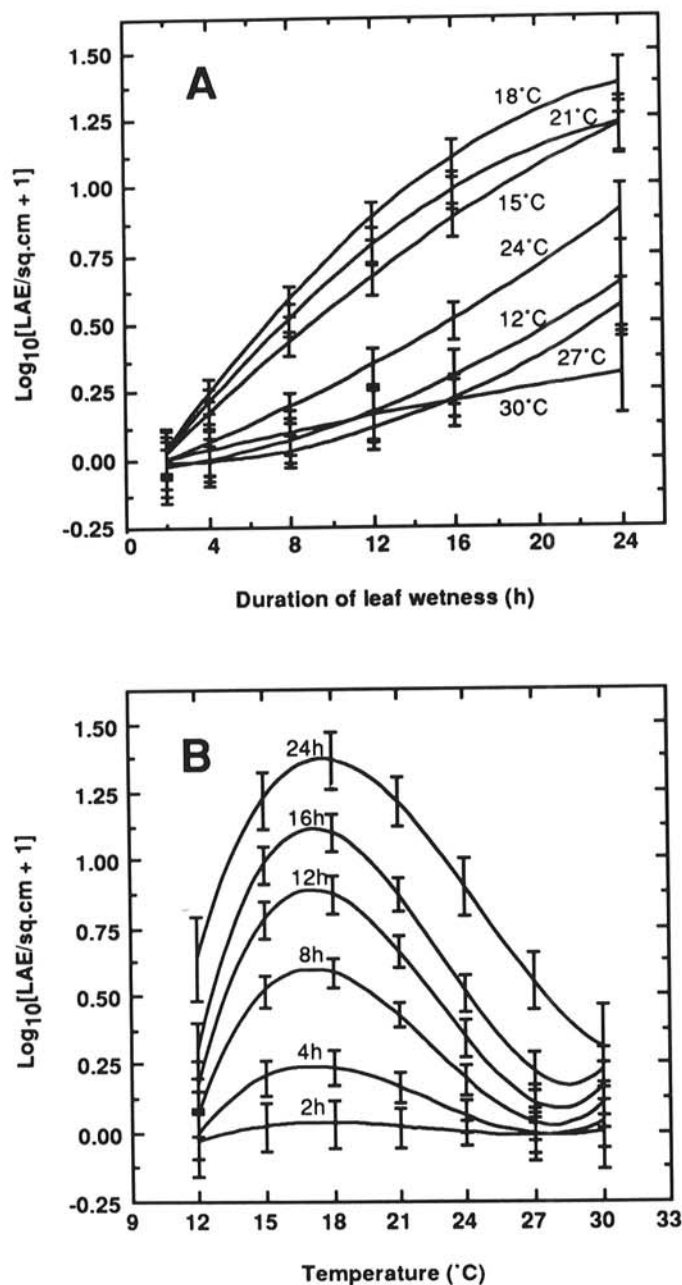 A
1.50
1.25
1.00
0.75
0.50
0.25
0.00
-0.25
Log10[LAE/sq.cm + 1]
18°C
21°C
15°C
24°C
12°C
27°C
30°C
0 4 8 12 16 20 24
Duration of leaf wetness (h)
B
1.50
1.25
1.00
0.75
0.50
0.25
0.00
-0.25
Log10[LAE/sq.cm + 1]
24h
16h
12h
8h
4h
2h
9 12 15 18 21 24 27 30 33
Temperature (°C)